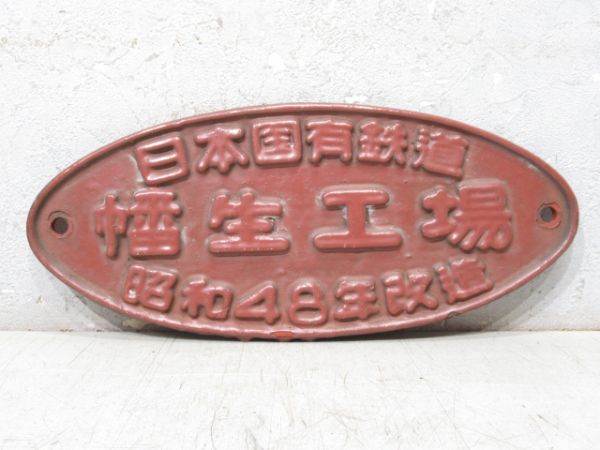 日本国有鉄道
幡生工場
昭和48年改造